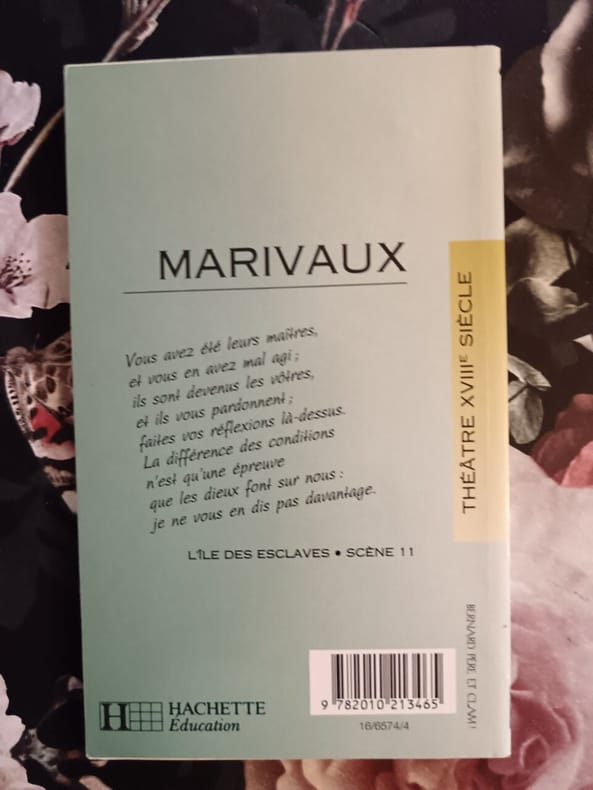 MARIVAUX
Vous avez été leurs maîtres,
et vous en avez mal agi ;
ils sont devenus les vôtres,
et ils vous pardonnent ;
faites vos réflexions là-dessus.
La différence des conditions
n'est qu'une épreuve
que les dieux font sur nous :
je ne vous en dis pas davantage.
L'ÎLE DES ESCLAVES • SCÈNE 11
THÉÂTRE XVIIIE SIÈCLE
BERNARD PERL ET CLAM
H
HACHETTE
Éducation
9 782010 213465
16/6574/4